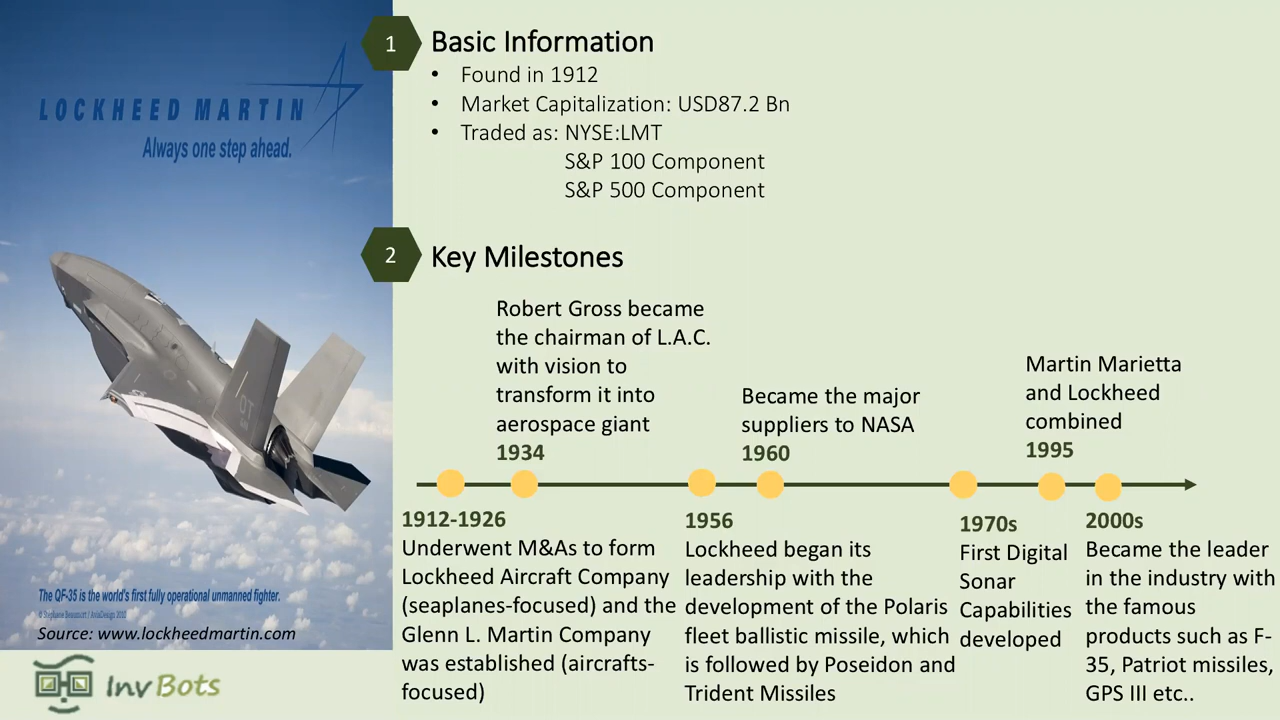 LOCKHEED MARTIN
Always one step ahead.
The QF-35 is the world's first fully operational unmanned fighter.
Source: www.lockheedmartin.com
InvBots
1
Basic Information
• Found in 1912
• Market Capitalization: USD87.2 Bn
• Traded as: NYSE:LMT
S&P 100 Component
S&P 500 Component
2
Key Milestones
Robert Gross became
the chairman of L.A.C.
with vision to
transform it into
aerospace giant
1934
Became the major
suppliers to NASA
1960
Martin Marietta
and Lockheed
combined
1995
1912-1926
Underwent M&As to form
Lockheed Aircraft Company
(seaplanes-focused) and the
Glenn L. Martin Company
was established (aircrafts-
focused)
1956
Lockheed began its
leadership with the
development of the Polaris
fleet ballistic missile, which
is followed by Poseidon and
Trident Missiles
1970s
First Digital
Sonar
Capabilities
developed
2000s
Became the leader
in the industry with
the famous
products such as F-
35, Patriot missiles,
GPS III etc..